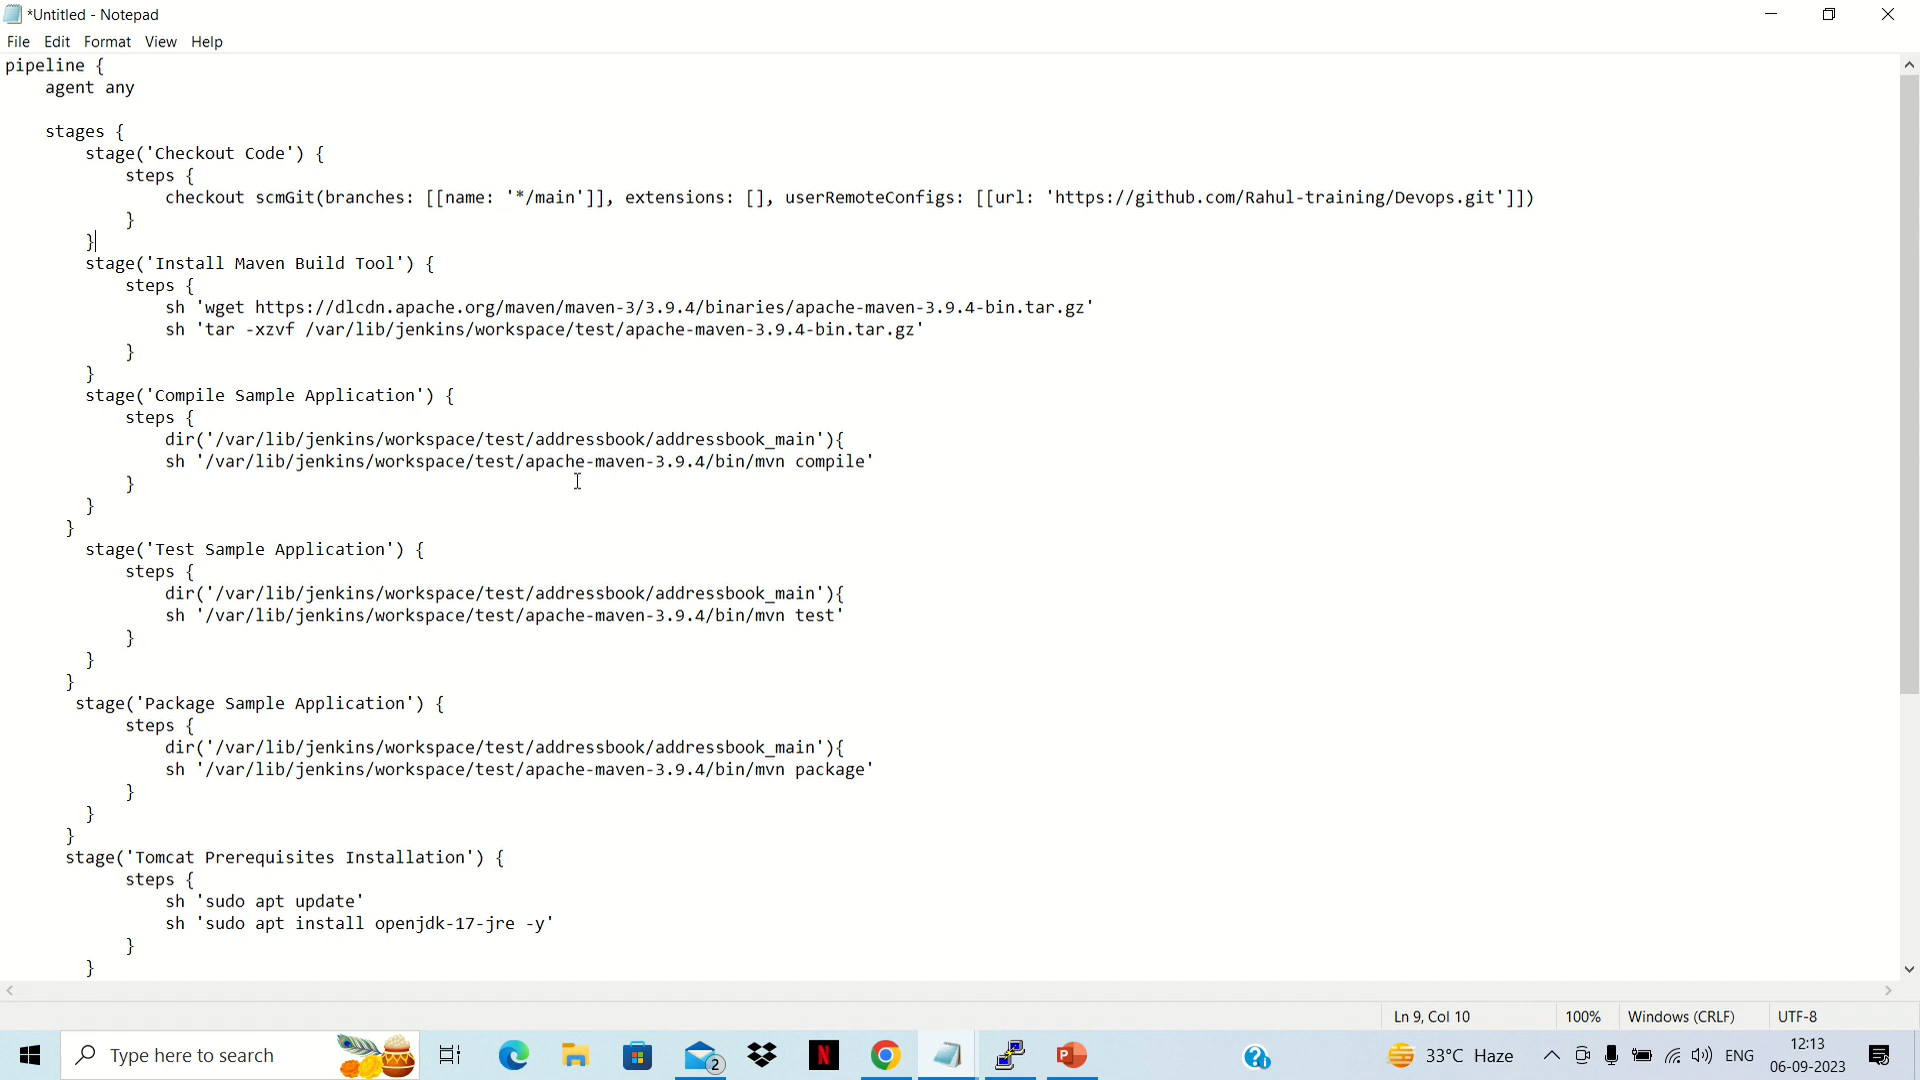 *Untitled - Notepad
File Edit Format View Help
pipeline {
    agent any

    stages {
        stage('Checkout Code') {
            steps {
                checkout scmGit(branches: [[name: '*/main']], extensions: [], userRemoteConfigs: [[url: 'https://github.com/Rahul-training/Devops.git']])
            }
        }
        stage('Install Maven Build Tool') {
            steps {
                sh 'wget https://dlcdn.apache.org/maven/maven-3/3.9.4/binaries/apache-maven-3.9.4-bin.tar.gz'
                sh 'tar -xzvf /var/lib/jenkins/workspace/test/apache-maven-3.9.4-bin.tar.gz'
            }
        }
        stage('Compile Sample Application') {
            steps {
                dir('/var/lib/jenkins/workspace/test/addressbook/addressbook_main'){
                sh '/var/lib/jenkins/workspace/test/apache-maven-3.9.4/bin/mvn compile'
            }
        }
      }
        stage('Test Sample Application') {
            steps {
                dir('/var/lib/jenkins/workspace/test/addressbook/addressbook_main'){
                sh '/var/lib/jenkins/workspace/test/apache-maven-3.9.4/bin/mvn test'
            }
        }
      }
       stage('Package Sample Application') {
            steps {
                dir('/var/lib/jenkins/workspace/test/addressbook/addressbook_main'){
                sh '/var/lib/jenkins/workspace/test/apache-maven-3.9.4/bin/mvn package'
            }
        }
      }
      stage('Tomcat Prerequisites Installation') {
            steps {
                sh 'sudo apt update'
                sh 'sudo apt install openjdk-17-jre -y'
            }
        }
Ln 9, Col 10 100% Windows (CRLF) UTF-8
Type here to search 2 N P 33°C Haze ENG 12:13
06-09-2023